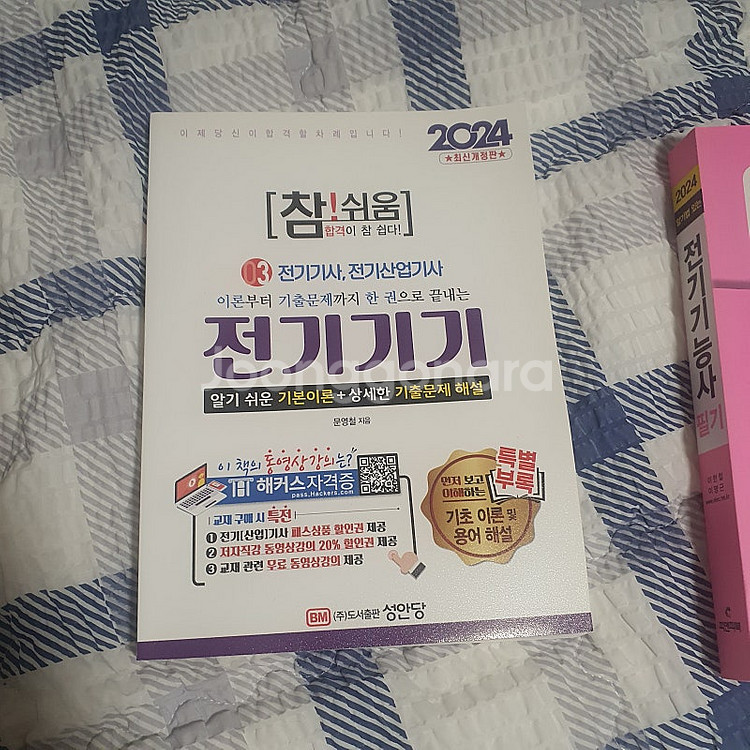 이제 당신이 합격할 차례입니다!
2024
★최신개정판★
[참!쉬움]
합격이 참 쉽다!
03 전기기사, 전기산업기사
이론부터 기출문제까지 한 권으로 끝내는
전기기기
알기 쉬운 기본이론+상세한 기출문제 해설
문영철 지음
이 책의 동영상 강의는?
해커스자격증
pass.Hackers.com
교재 구매 시 특전
1 전기(산업)기사 패스상품 할인권 제공
2 저자직강 동영상강의 20% 할인권 제공
3 교재 관련 무료 동영상강의 제공
특별
부록
먼저 보고
이해하는
기초 이론 및
용어 해설
BM (주)도서출판 성안당
2024
전기기능사
필기
Joonggonara